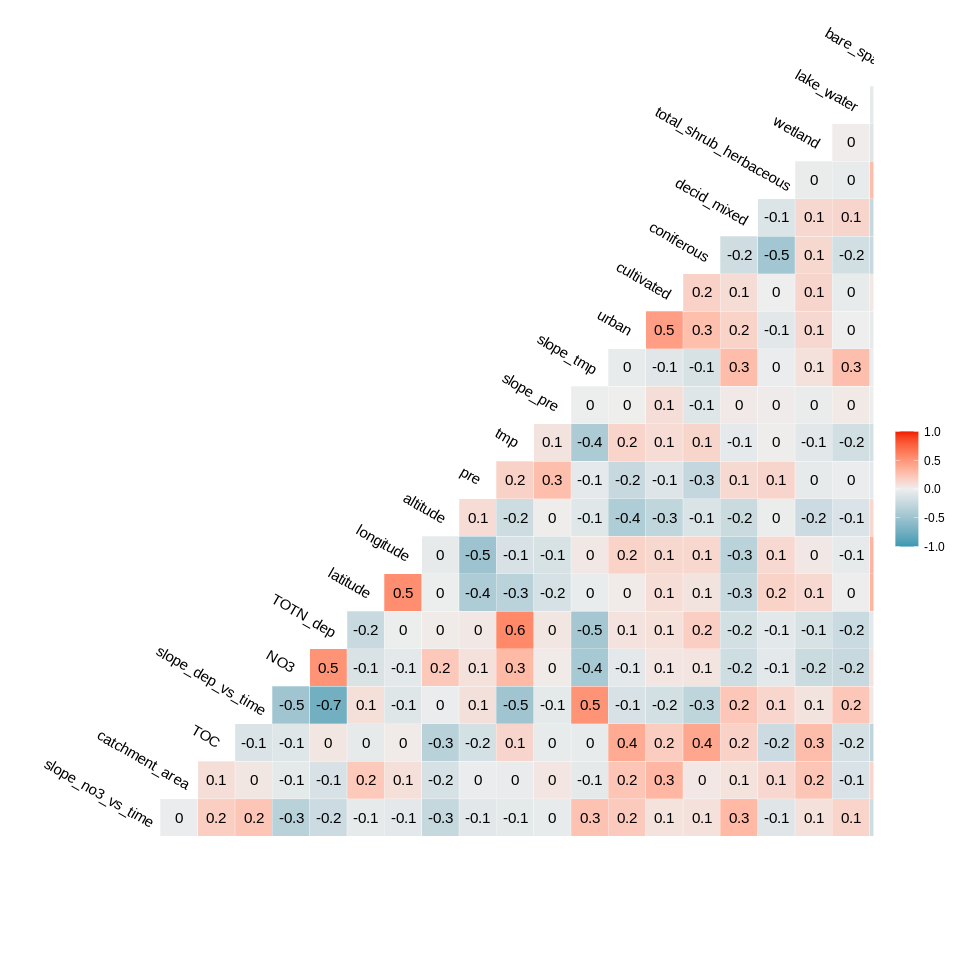 bare_spa
lake_water
wetland 0
total_shrub_herbaceous 0 0
decid_mixed -0.1 0.1 0.1
coniferous -0.2 -0.5 0.1 -0.2
cultivated 0.2 0.1 0 0.1 0
urban 0.5 0.3 0.2 -0.1 0.1 0
slope_tmp 0 -0.1 -0.1 0.3 0 0.1 0.3
slope_pre 0 0 0.1 -0.1 0 0 0 0
tmp 0.1 -0.4 0.2 0.1 0.1 -0.1 0 -0.1 -0.2
pre 0.2 0.3 -0.1 -0.2 -0.1 -0.3 0.1 0.1 0 0
altitude 0.1 -0.2 0 -0.1 -0.4 -0.3 -0.1 -0.2 0 -0.2 -0.1
longitude 0 -0.5 -0.1 -0.1 0 0.2 0.1 0.1 -0.3 0.1 0 -0.1
latitude 0.5 0 -0.4 -0.3 -0.2 0 0 0.1 0.1 -0.3 0.2 0.1 0
TOTN_dep -0.2 0 0 0 0.6 0 -0.5 0.1 0.1 0.2 -0.2 -0.1 -0.1 -0.2
NO3 0.5 -0.1 -0.1 0.2 0.1 0.3 0 -0.4 -0.1 0.1 0.1 -0.2 -0.1 -0.2 -0.2
slope_dep_vs_time -0.5 -0.7 0.1 -0.1 0 0.1 -0.5 -0.1 0.5 -0.1 -0.2 -0.3 0.2 0.1 0.1 0.2
TOC -0.1 -0.1 0 0 0 -0.3 -0.2 0.1 0 0 0.4 0.2 0.4 0.2 -0.2 0.3 -0.2
catchment_area 0.1 0 -0.1 -0.1 0.2 0.1 -0.2 0 0 0 -0.1 0.2 0.3 0 0.1 0.1 0.2 -0.1
slope_no3_vs_time 0 0.2 0.2 -0.3 -0.2 -0.1 -0.1 -0.3 -0.1 -0.1 0 0.3 0.2 0.1 0.1 0.3 -0.1 0.1 0.1
1.0
0.5
0.0
-0.5
-1.0